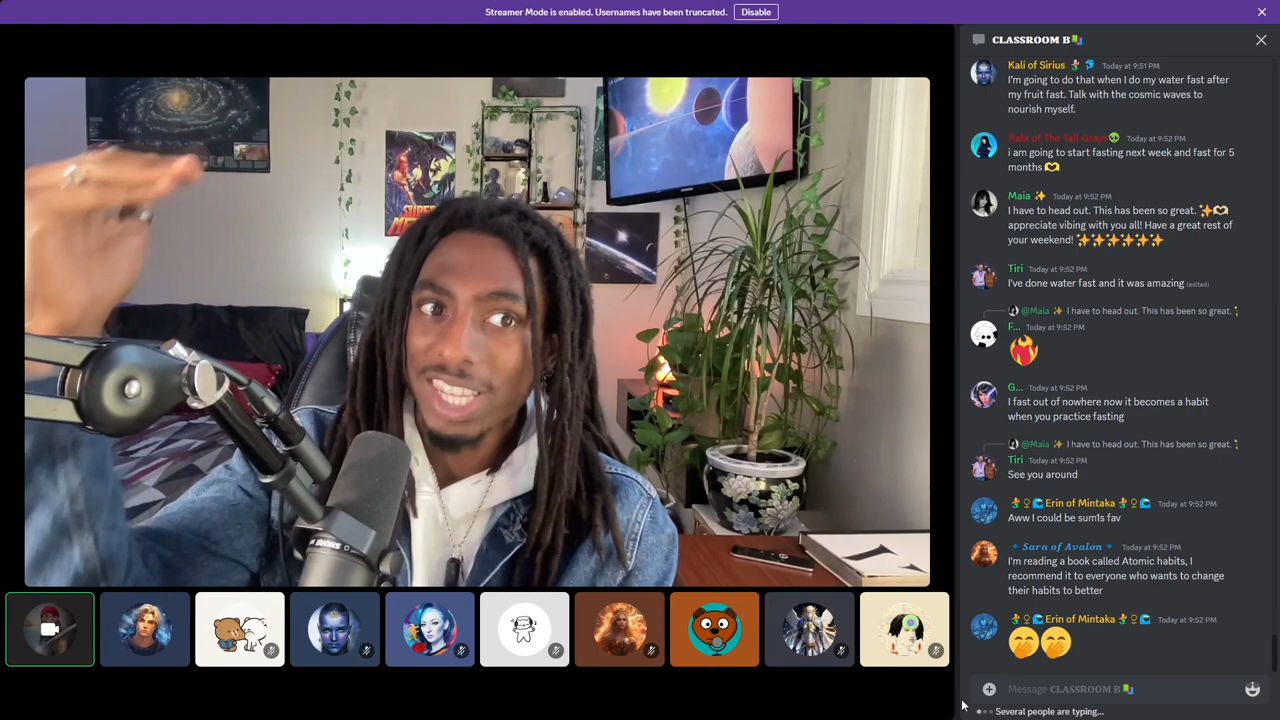 Streamer Mode is enabled. Usernames have been truncated. Disable
CLASSROOM B
Kali of Sirius Today at 9:51 PM
I'm going to do that when I do my water fast after
my fruit fast. Talk with the cosmic waves to
nourish myself.
Rubi of The Tall Grays Today at 9:52 PM
i am going to start fasting next week and fast for 5
months
Maia Today at 9:52 PM
I have to head out. This has been so great.
appreciate vibing with you all! Have a great rest of
your weekend!
Tiri Today at 9:52 PM
I've done water fast and it was amazing (edited)
@Maia I have to head out. This has been so great.
F... Today at 9:52 PM
G... Today at 9:52 PM
I fast out of nowhere now it becomes a habit
when you practice fasting
@Maia I have to head out. This has been so great.
Tiri Today at 9:52 PM
See you around
Erin of Mintaka Today at 9:52 PM
Aww I could be sum1s fav
Sara of Avalon Today at 9:52 PM
I'm reading a book called Atomic habits, I
recommend it to everyone who wants to change
their habits to better
Erin of Mintaka Today at 9:52 PM
Message CLASSROOM B
Several people are typing...
SUPER
SAMSUNG